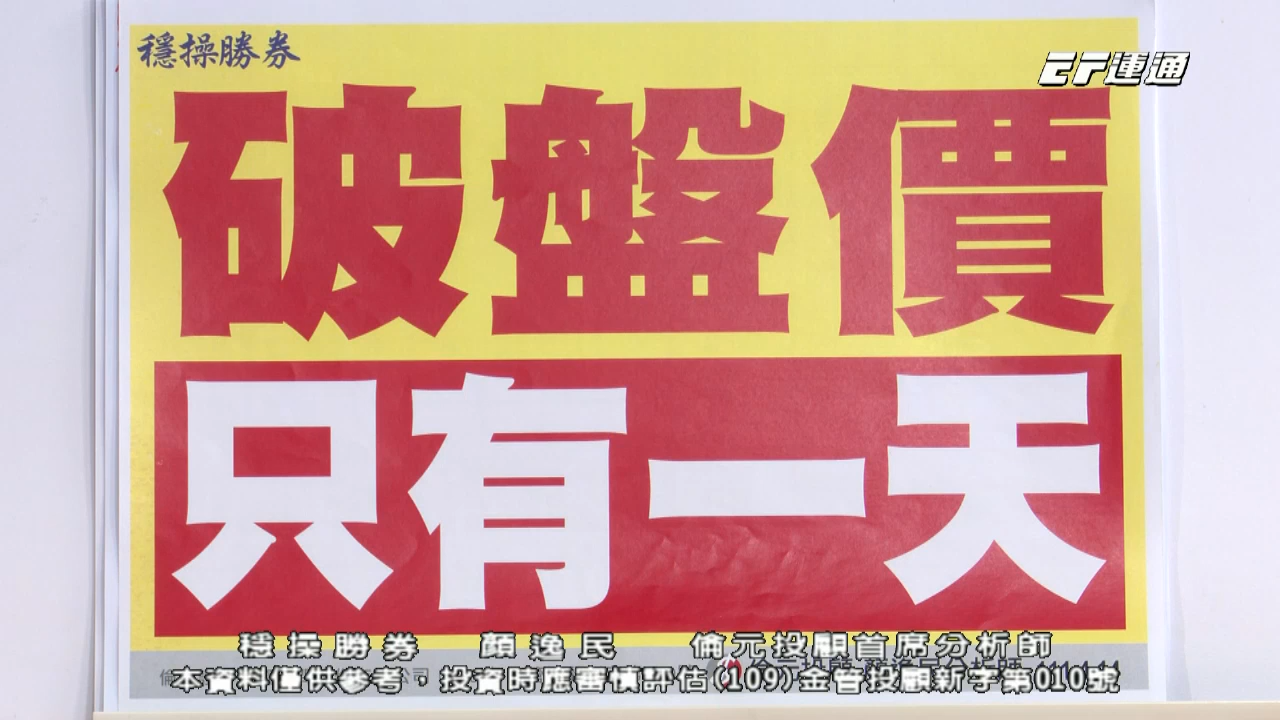 穩操勝券
EF運通
破盤價
只有一天
穩操勝券 顏逸民 倫元投顧首席分析師
本資料僅供參考，投資時應審慎評估(109)金管投顧新字第010號